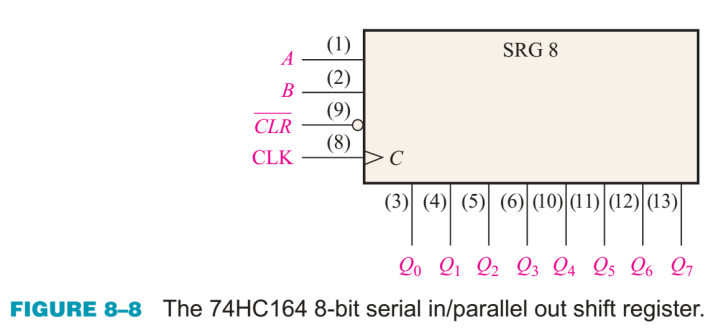 (1)
A
SRG 8
(2)
B
(9)
CLR
(8)
CLK
C
(3) (4) (5) (6) (10) (11) (12) (13)
Q0 Q1 Q2 Q3 Q4 Q5 Q6 Q7
FIGURE 8–8 The 74HC164 8-bit serial in/parallel out shift register.